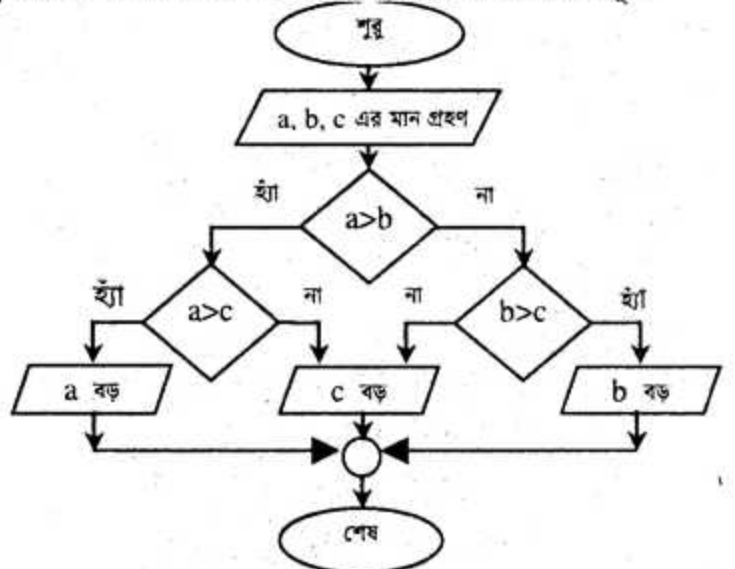 শুরু
a, b, c এর মান গ্রহণ
হ্যাঁ
a>b
না
হ্যাঁ
a>c
না
না
b>c
হ্যাঁ
a বড়
c বড়
b বড়
শেষ